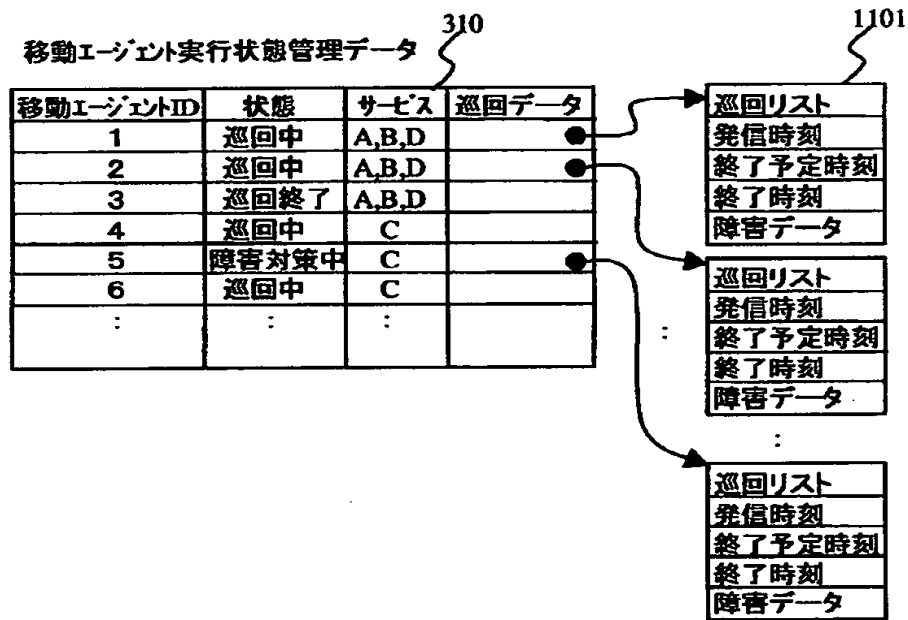 310
1101
移動エージェント実行状態管理データ
移動エージェントID 状態 サービス 巡回データ
1 巡回中 A,B,D
2 巡回中 A,B,D
3 巡回終了 A,B,D
4 巡回中 C
5 障害対策中 C
6 巡回中 C
: : :
巡回リスト
発信時刻
終了予定時刻
終了時刻
障害データ
:
巡回リスト
発信時刻
終了予定時刻
終了時刻
障害データ
:
巡回リスト
発信時刻
終了予定時刻
終了時刻
障害データ